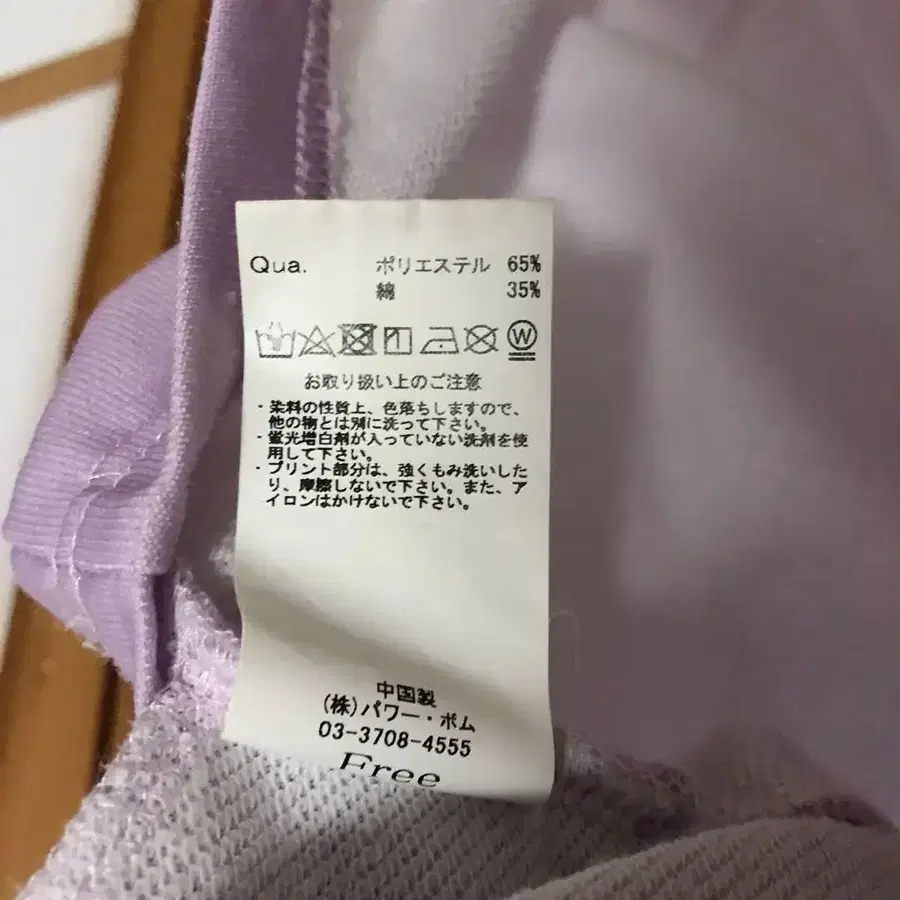 Qua. ポリエステル 65%
綿 35%
W
お取り扱い上のご注意
・染料の性質上、色落ちしますので、
他の物とは別に洗って下さい。
・蛍光増白剤が入っていない洗剤を使
用して下さい。
・プリント部分は、強くもみ洗いした
り、摩擦しないで下さい。また、ア
イロンはかけないで下さい。
中国製
(株)パワー・ポム
03-3708-4555
Free